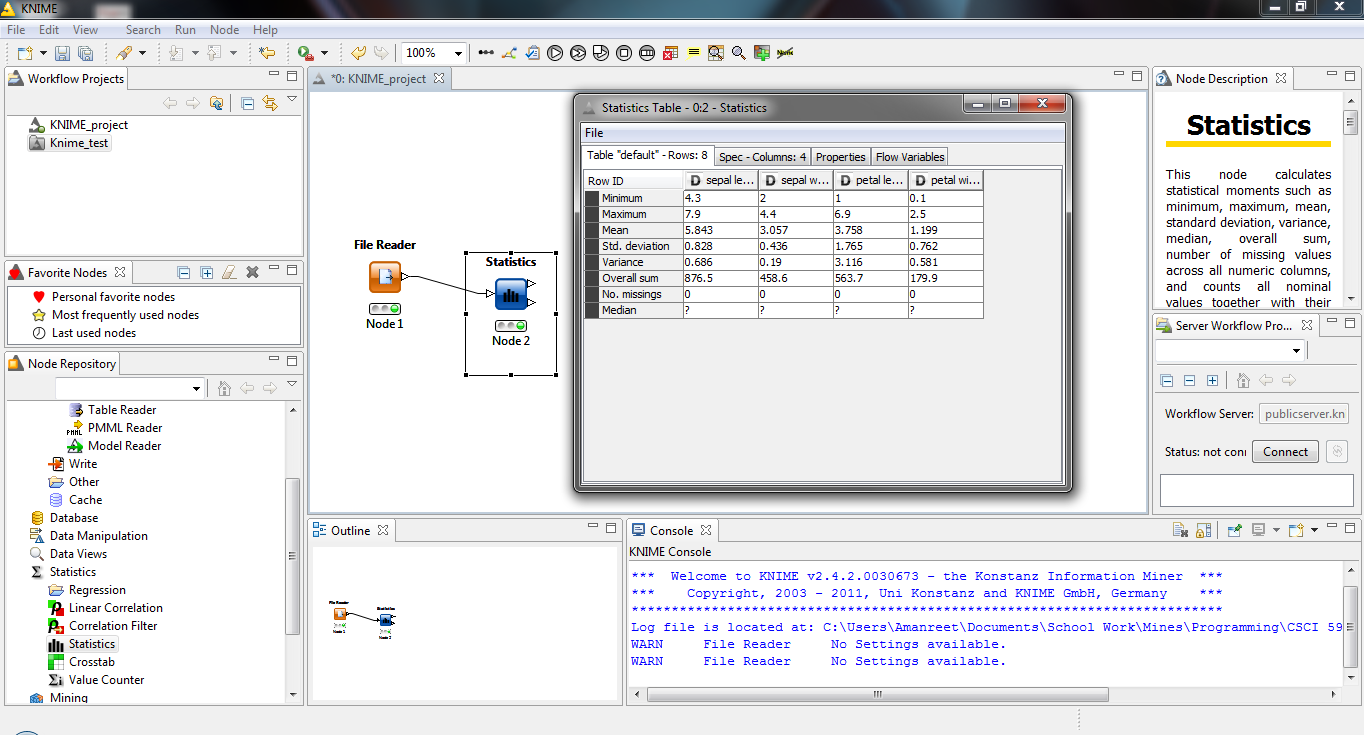 KNIME
File Edit View Search Run Node Help
100%
Workflow Projects
KNIME_project
Knime_test
Favorite Nodes
Personal favorite nodes
Most frequently used nodes
Last used nodes
Node Repository
Table Reader
PMML Reader
Model Reader
Write
Other
Cache
Database
Data Manipulation
Data Views
Statistics
Regression
Linear Correlation
Correlation Filter
Statistics
Crosstab
Value Counter
Mining
*0: KNIME_project
File Reader
Node 1
Statistics
Node 2
Statistics Table - 0:2 - Statistics
File
Table "default" - Rows: 8 Spec - Columns: 4 Properties Flow Variables
Row ID D sepal le... D sepal w... D petal le... D petal wi...
Minimum 4.3 2 1 0.1
Maximum 7.9 4.4 6.9 2.5
Mean 5.843 3.057 3.758 1.199
Std. deviation 0.828 0.436 1.765 0.762
Variance 0.686 0.19 3.116 0.581
Overall sum 876.5 458.6 563.7 179.9
No. missings 0 0 0 0
Median ? ? ? ?
Outline
File Reader
Node 1
Statistics
Node 2
Console
KNIME Console
*** Welcome to KNIME v2.4.2.0030673 - the Konstanz Information Miner ***
*** Copyright, 2003 - 2011, Uni Konstanz and KNIME GmbH, Germany ***
**************************************************************************
Log file is located at: C:\Users\Amanreet\Documents\School Work\Mines\Programming\CSCI 59
WARN File Reader No Settings available.
WARN File Reader No Settings available.
Node Description
Statistics
This node calculates
statistical moments such as
minimum, maximum, mean,
standard deviation, variance,
median, overall sum,
number of missing values
across all numeric columns,
and counts all nominal
values together with their
Server Workflow Pro...
Workflow Server: publicserver.kn
Status: not coni Connect